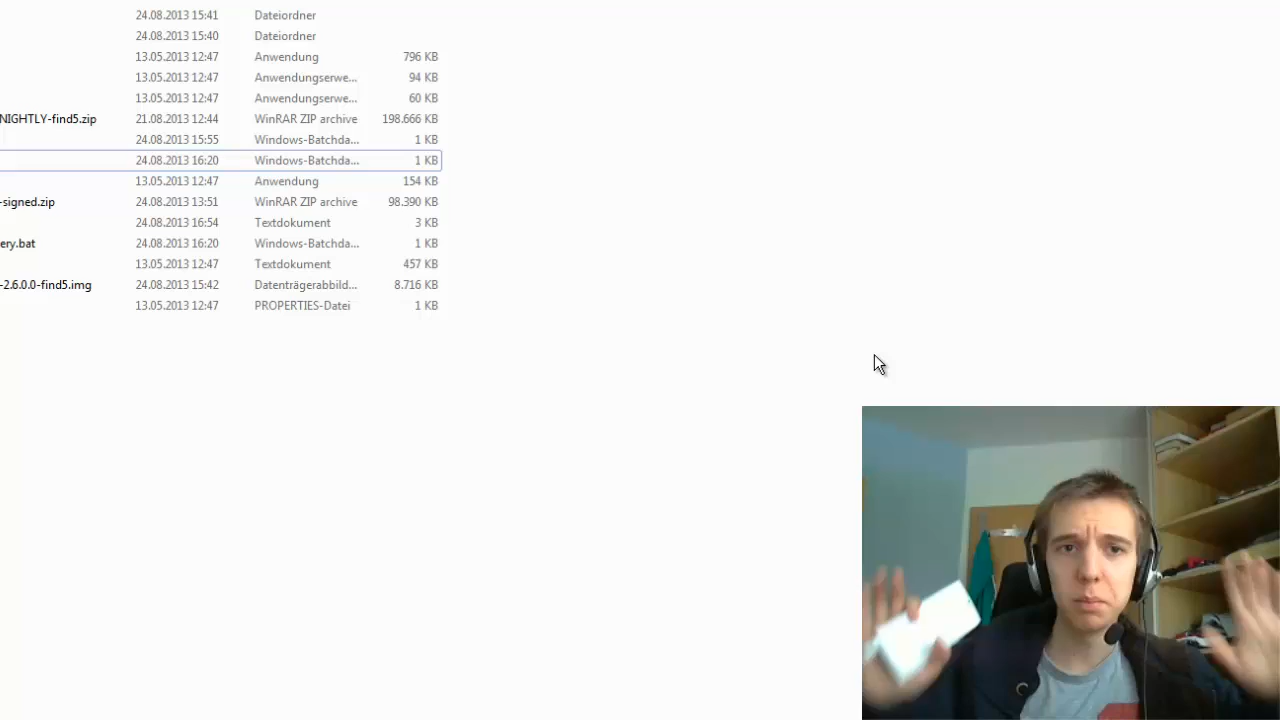 24.08.2013 15:41 Dateiordner
24.08.2013 15:40 Dateiordner
13.05.2013 12:47 Anwendung 796 KB
13.05.2013 12:47 Anwendungserwe... 94 KB
13.05.2013 12:47 Anwendungserwe... 60 KB
NIGHTLY-find5.zip 21.08.2013 12:44 WinRAR ZIP archive 198.666 KB
24.08.2013 15:55 Windows-Batchda... 1 KB
24.08.2013 16:20 Windows-Batchda... 1 KB
13.05.2013 12:47 Anwendung 154 KB
-signed.zip 24.08.2013 13:51 WinRAR ZIP archive 98.390 KB
24.08.2013 16:54 Textdokument 3 KB
ery.bat 24.08.2013 16:20 Windows-Batchda... 1 KB
13.05.2013 12:47 Textdokument 457 KB
-2.6.0.0-find5.img 24.08.2013 15:42 Datenträgerabbild... 8.716 KB
13.05.2013 12:47 PROPERTIES-Datei 1 KB